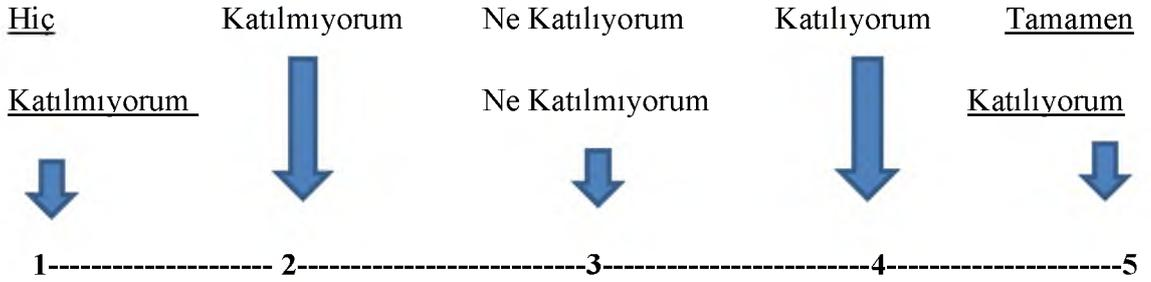 Hiç Katılmıyorum Ne Katılıyorum Katılıyorum Tamamen
Katılmıyorum Ne Katılmıyorum Katılıyorum
1--------------------- 2---------------------------3-------------------------4----------------------5